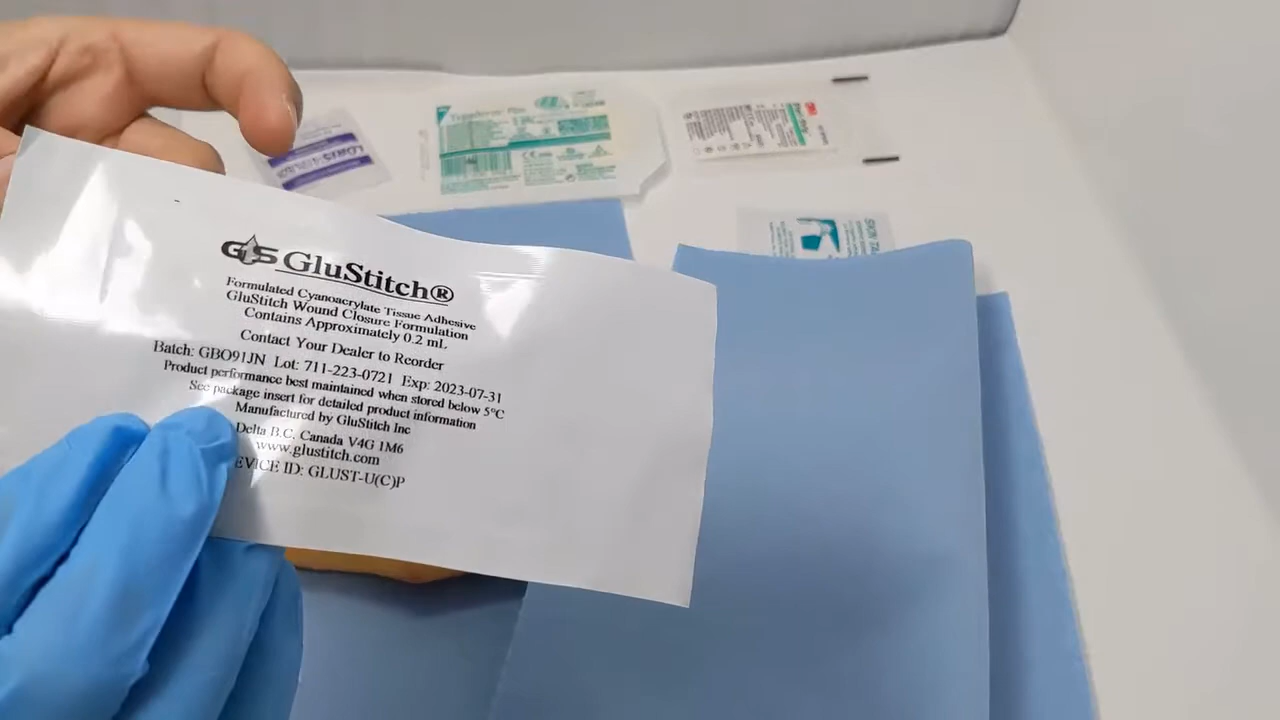 GS GluStitch®
Formulated Cyanoacrylate Tissue Adhesive
GluStitch Wound Closure Formulation
Contains Approximately 0.2 mL
Contact Your Dealer to Reorder
Batch: GBO91JN Lot: 711-223-0721 Exp: 2023-07-31
Product performance best maintained when stored below 5°C
See package insert for detailed product information
Manufactured by GluStitch Inc
Delta B.C. Canada V4G 1M6
www.glustitch.com
EVICE ID: GLUST-U(C)P
3M